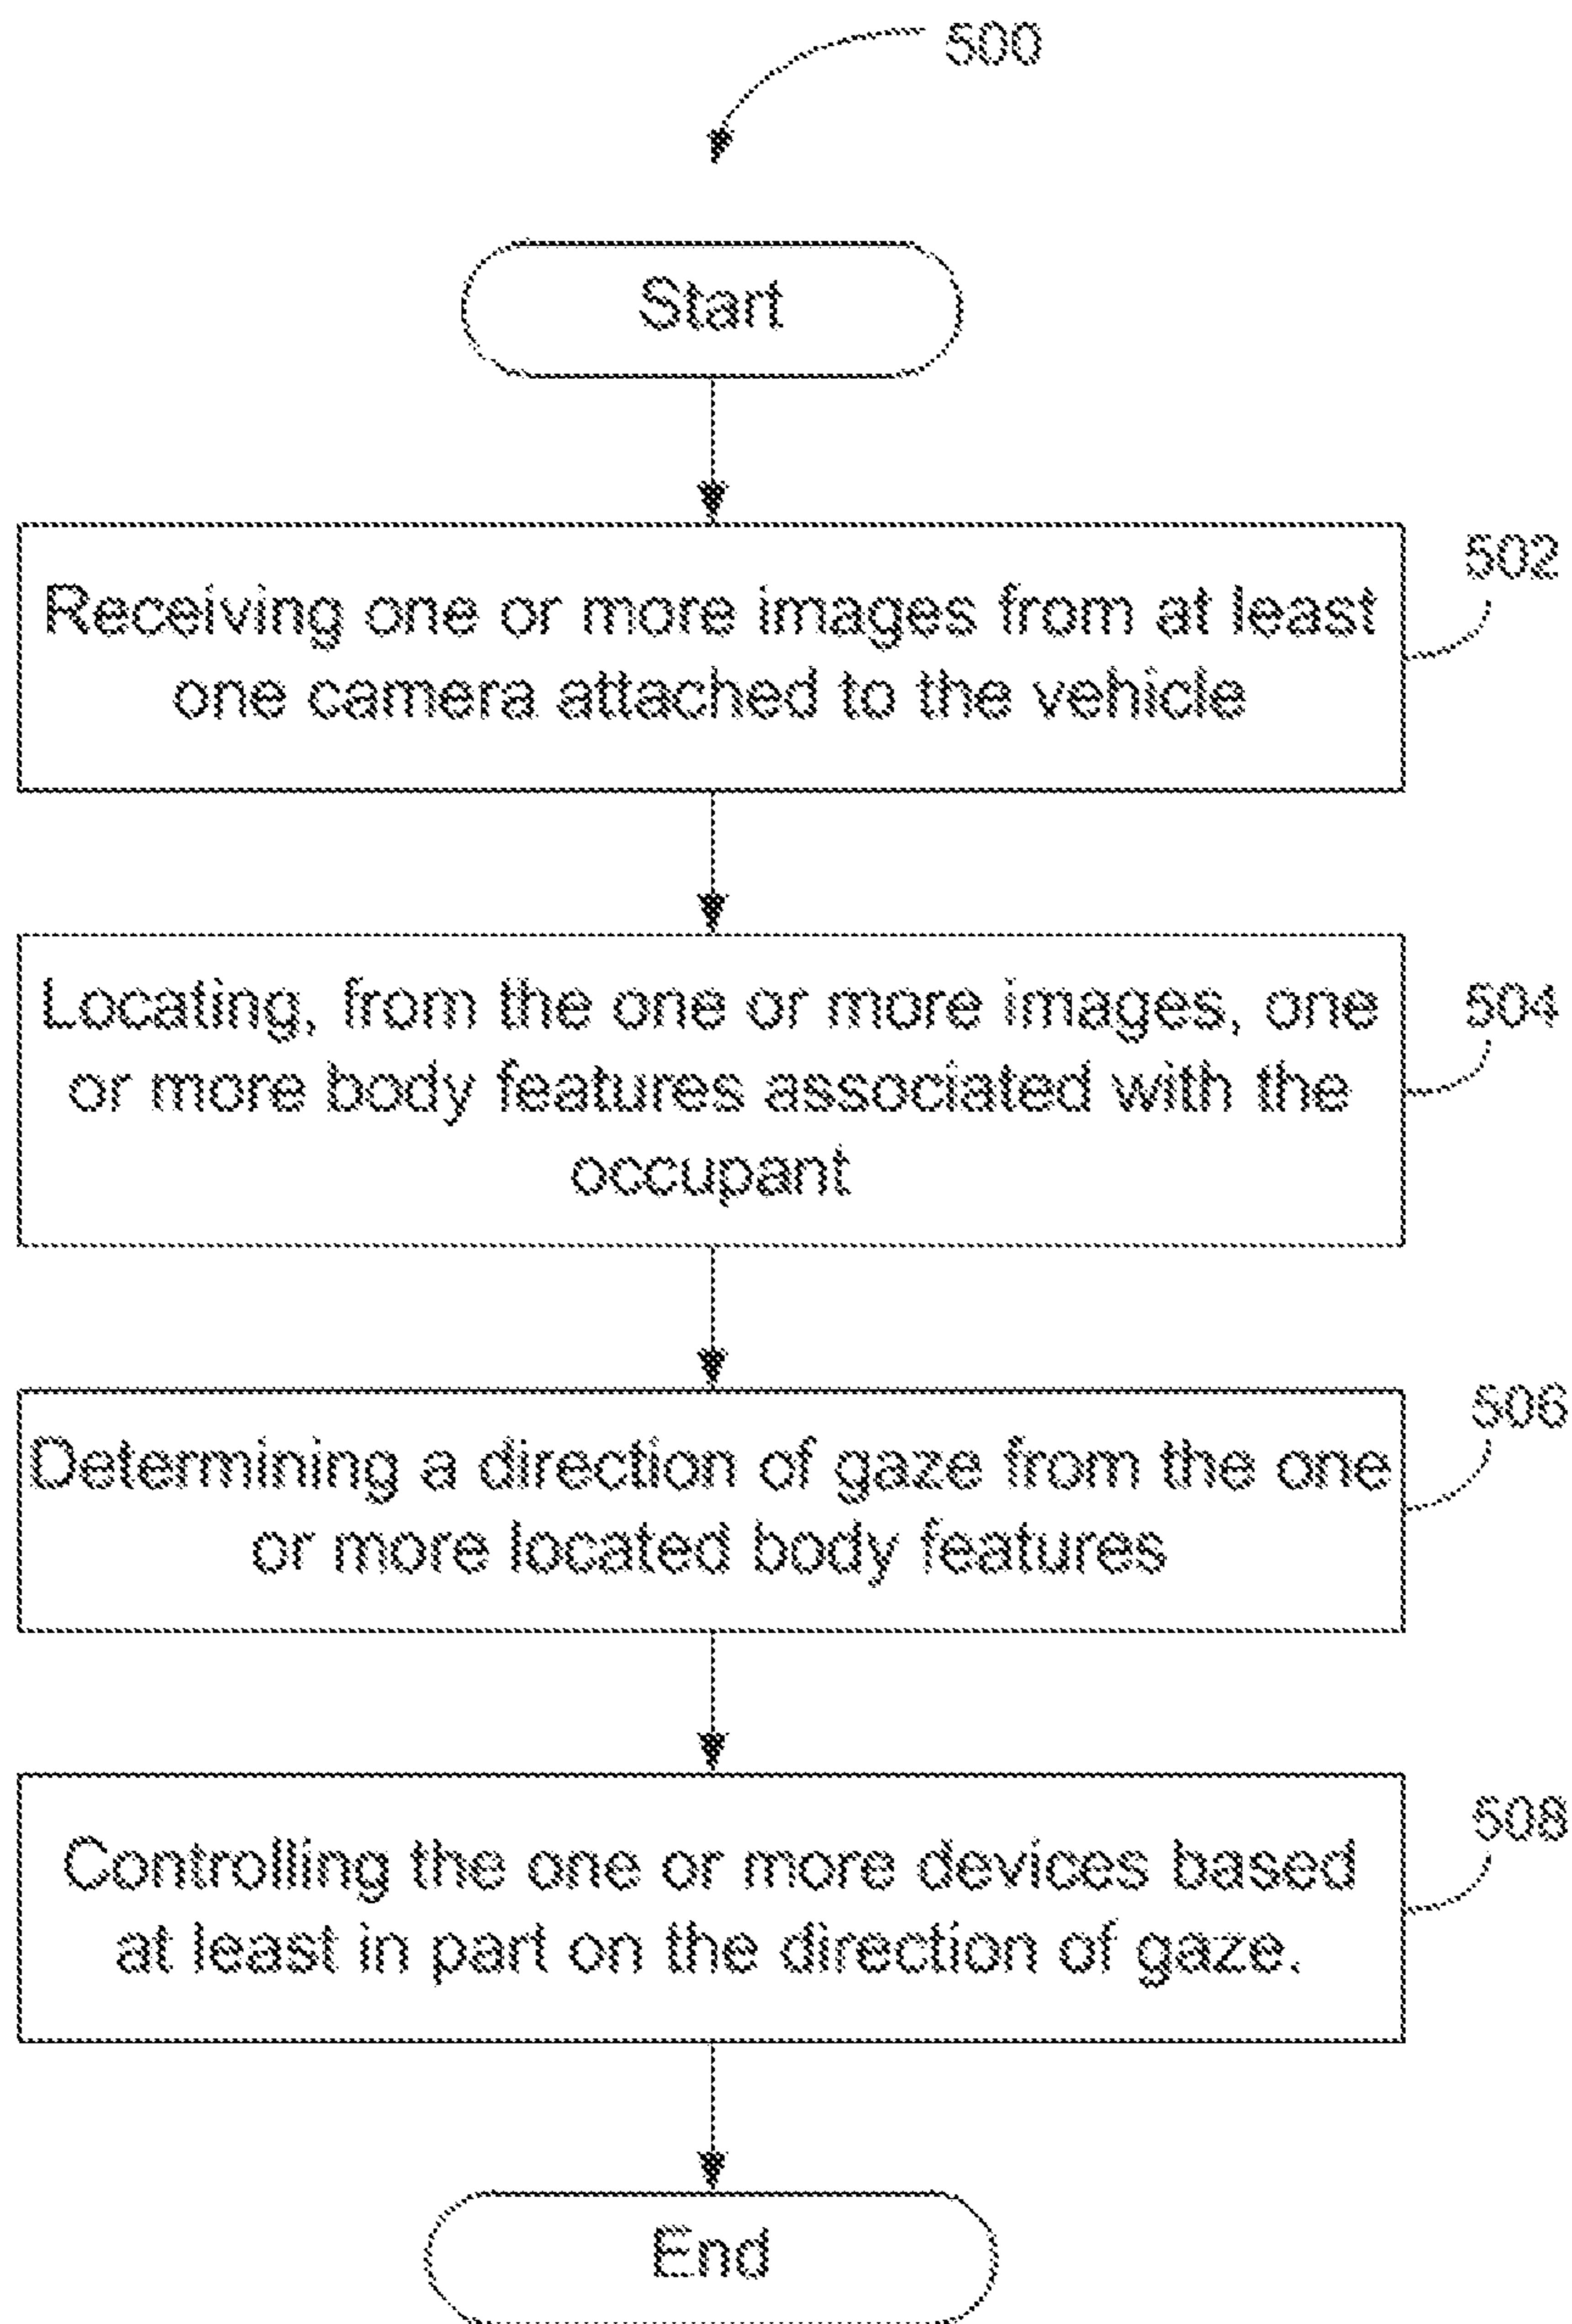 500
Start
Receiving one or more images from at least
one camera attached to the vehicle
502
Locating, from the one or more images, one
or more body features associated with the
occupant
504
Determining a direction of gaze from the one
or more located body features
506
Controlling the one or more devices based
at least in part on the direction of gaze.
508
End